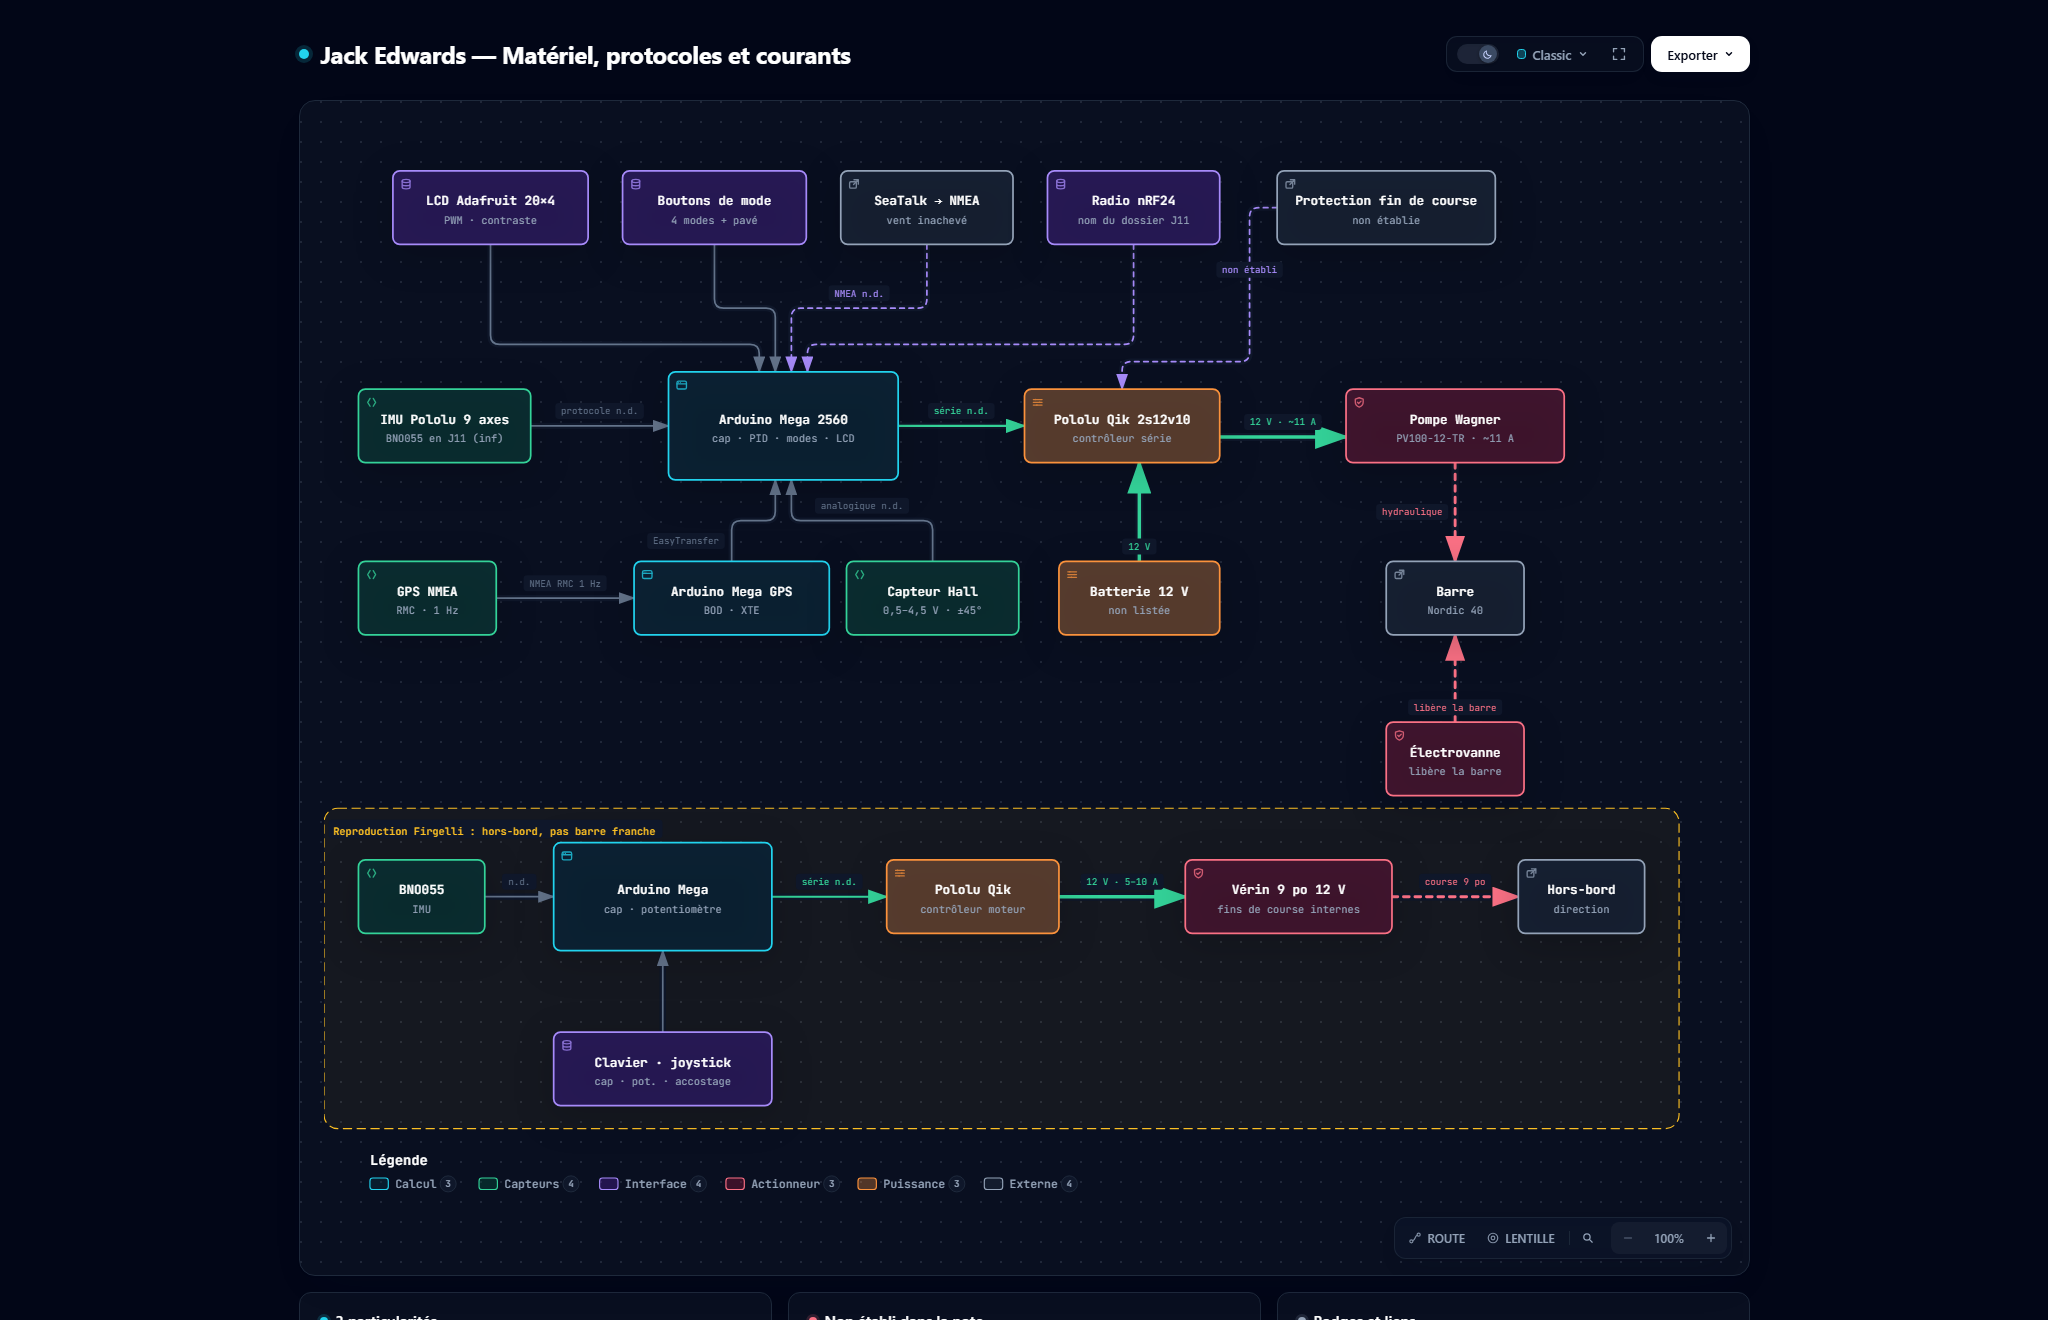 Jack Edwards — Matériel, protocoles et courants
Classic
Exporter
LCD Adafruit 20×4
PWM · contraste
Boutons de mode
4 modes + pavé
SeaTalk → NMEA
vent inachevé
Radio nRF24
nom du dossier J11
Protection fin de course
non établie
non établi
NMEA n.d.
IMU Pololu 9 axes
BNO055 en J11 (inf)
protocole n.d.
Arduino Mega 2560
cap · PID · modes · LCD
série n.d.
Pololu Qik 2s12v10
contrôleur série
12 V · ~11 A
Pompe Wagner
PV100-12-TR · ~11 A
analogique n.d.
hydraulique
EasyTransfer
12 V
GPS NMEA
RMC · 1 Hz
NMEA RMC 1 Hz
Arduino Mega GPS
BOD · XTE
Capteur Hall
0,5–4,5 V · ±45°
Batterie 12 V
non listée
Barre
Nordic 40
libère la barre
Électrovanne
libère la barre
Reproduction Firgelli : hors-bord, pas barre franche
BNO055
IMU
n.d.
Arduino Mega
cap · potentiomètre
série n.d.
Pololu Qik
contrôleur moteur
12 V · 5–10 A
Vérin 9 po 12 V
fins de course internes
course 9 po
Hors-bord
direction
Clavier · joystick
cap · pot. · accostage
Légende
Calcul 3
Capteurs 4
Interface 4
Actionneur 3
Puissance 3
Externe 4
ROUTE
LENTILLE
− 100% +